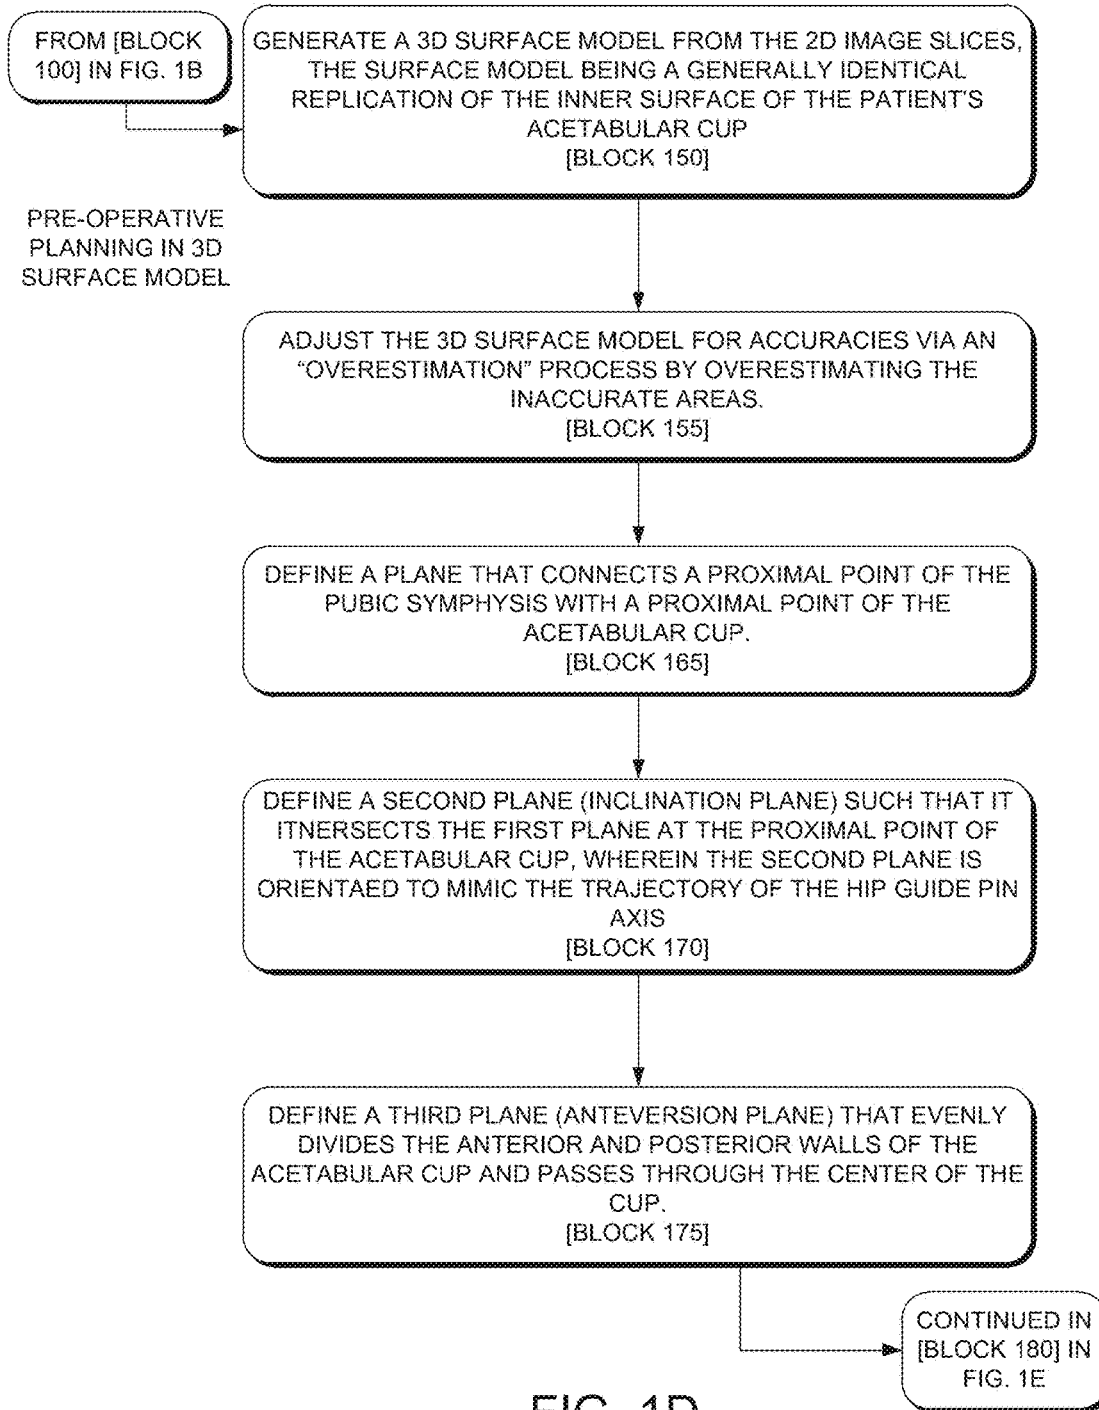 FROM [BLOCK
100] IN FIG. 1B
GENERATE A 3D SURFACE MODEL FROM THE 2D IMAGE SLICES,
THE SURFACE MODEL BEING A GENERALLY IDENTICAL
REPLICATION OF THE INNER SURFACE OF THE PATIENT'S
ACETABULAR CUP
[BLOCK 150]
PRE-OPERATIVE
PLANNING IN 3D
SURFACE MODEL
ADJUST THE 3D SURFACE MODEL FOR ACCURACIES VIA AN
“OVERESTIMATION” PROCESS BY OVERESTIMATING THE
INACCURATE AREAS.
[BLOCK 155]
DEFINE A PLANE THAT CONNECTS A PROXIMAL POINT OF THE
PUBIC SYMPHYSIS WITH A PROXIMAL POINT OF THE
ACETABULAR CUP.
[BLOCK 165]
DEFINE A SECOND PLANE (INCLINATION PLANE) SUCH THAT IT
ITNERSECTS THE FIRST PLANE AT THE PROXIMAL POINT OF
THE ACETABULAR CUP, WHEREIN THE SECOND PLANE IS
ORIENTAED TO MIMIC THE TRAJECTORY OF THE HIP GUIDE PIN
AXIS
[BLOCK 170]
DEFINE A THIRD PLANE (ANTEVERSION PLANE) THAT EVENLY
DIVIDES THE ANTERIOR AND POSTERIOR WALLS OF THE
ACETABULAR CUP AND PASSES THROUGH THE CENTER OF THE
CUP.
[BLOCK 175]
CONTINUED IN
[BLOCK 180] IN
FIG. 1E